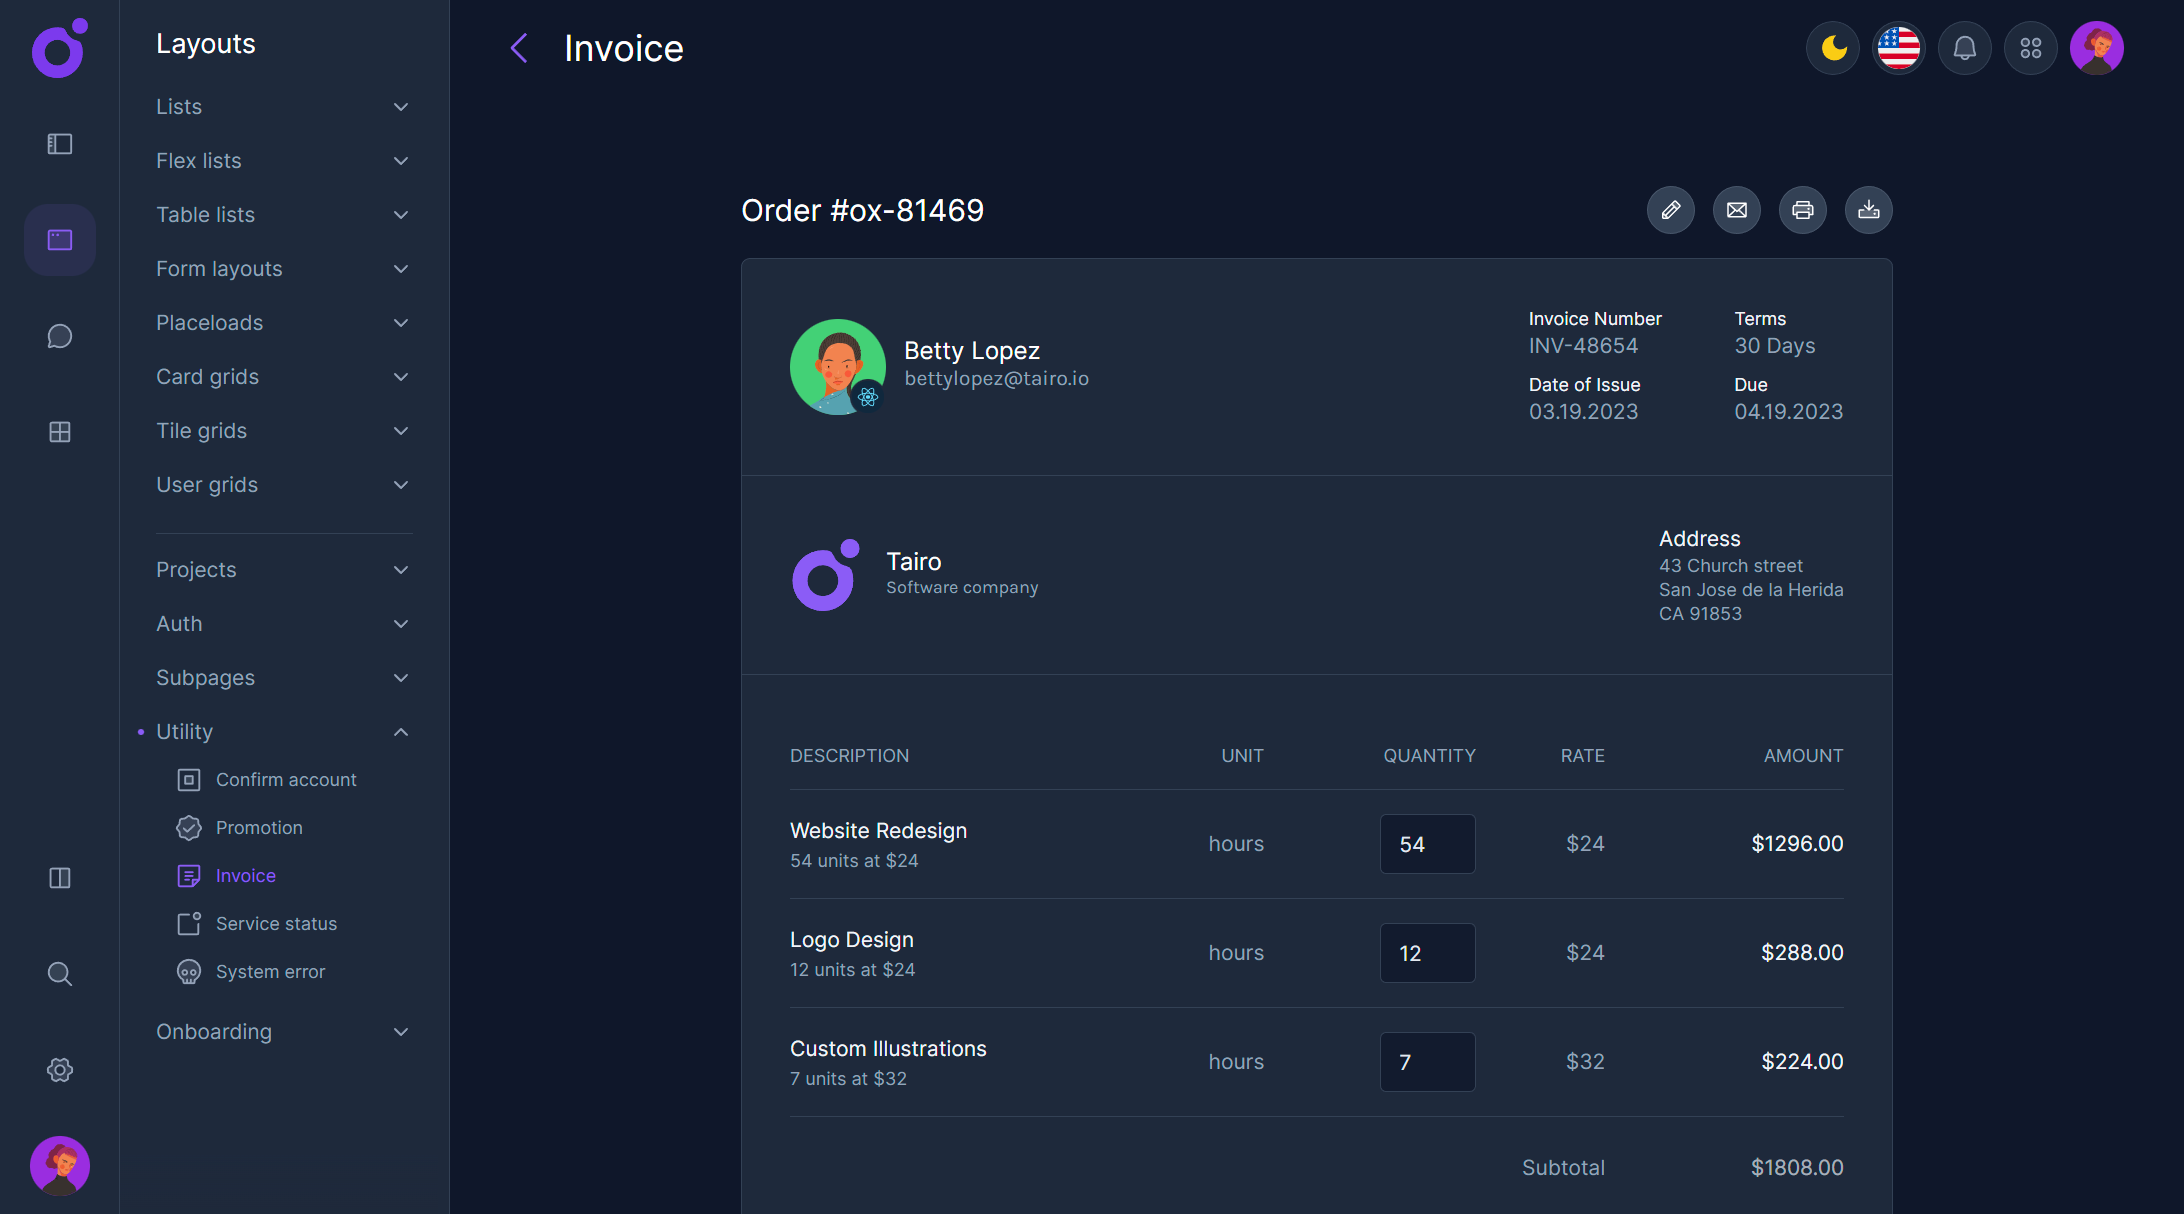 Layouts
Lists
Flex lists
Table lists
Form layouts
Placeloads
Card grids
Tile grids
User grids
Projects
Auth
Subpages
Utility
Confirm account
Promotion
Invoice
Service status
System error
Onboarding
Invoice
Order #ox-81469
Betty Lopez
bettylopez@tairo.io
Invoice Number
INV-48654
Terms
30 Days
Date of Issue
03.19.2023
Due
04.19.2023
Tairo
Software company
Address
43 Church street
San Jose de la Herida
CA 91853
DESCRIPTION UNIT QUANTITY RATE AMOUNT
Website Redesign
54 units at $24
hours 54 $24 $1296.00
Logo Design
12 units at $24
hours 12 $24 $288.00
Custom Illustrations
7 units at $32
hours 7 $32 $224.00
Subtotal $1808.00